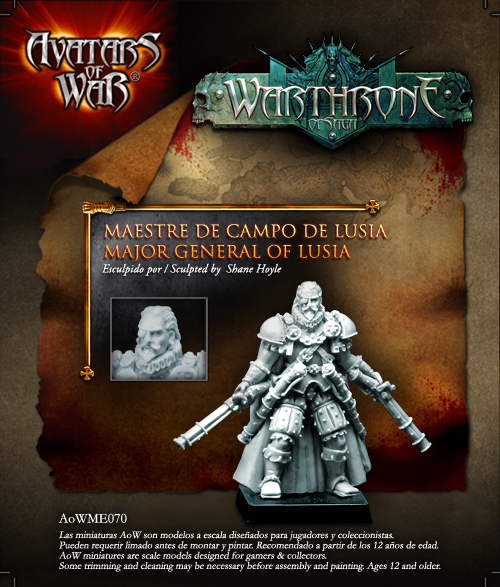 AVATARS
OF
WAR®
WARTHRONE
OF SAGA
MAESTRE DE CAMPO DE LUSIA
MAJOR GENERAL OF LUSIA
Esculpido por / Sculpted by Shane Hoyle
AoWME070
Las miniaturas AoW son modelos a escala diseñados para jugadores y coleccionistas.
Pueden requerir limado antes de montar y pintar. Recomendado a partir de los 12 años de edad.
AoW miniatures are scale models designed for gamers & collectors.
Some trimming and cleaning may be necessary before assembly and painting. Ages 12 and older.